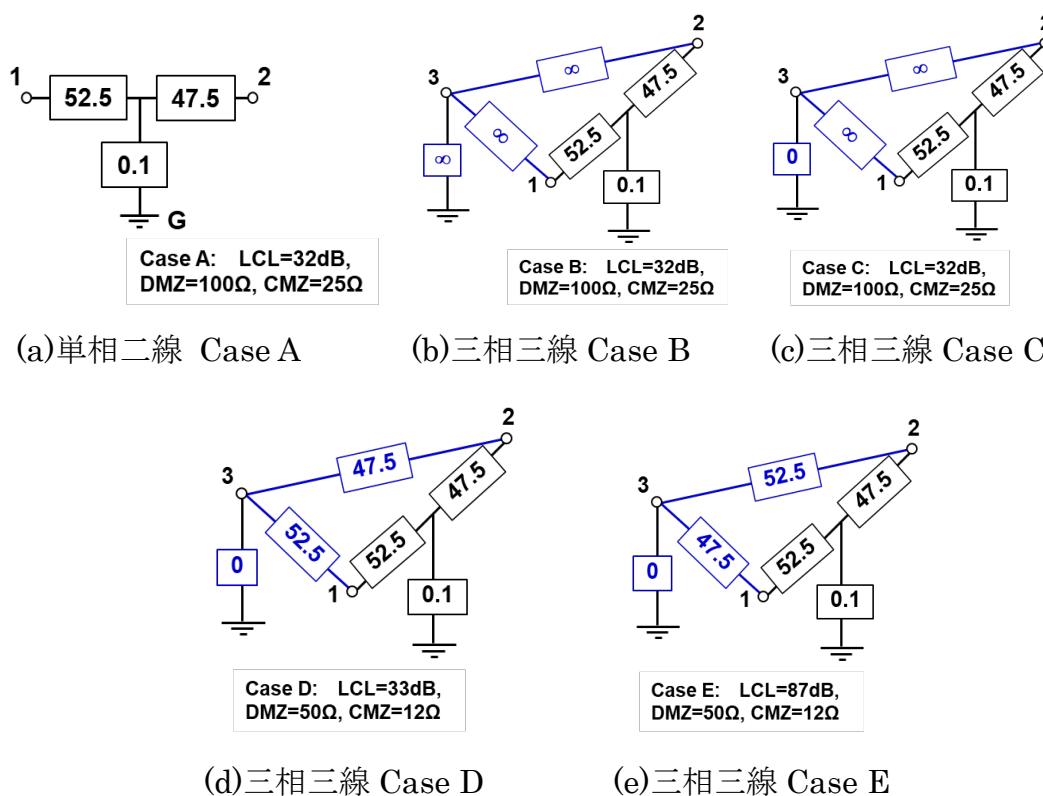 1
52.5
47.5
2
0.1
G
Case A: LCL=32dB,
DMZ=100Ω, CMZ=25Ω
(a)単相二線 Case A
2
3
∞
47.5
∞
52.5
∞
1
0.1
Case B: LCL=32dB,
DMZ=100Ω, CMZ=25Ω
(b)三相三線 Case B
2
3
∞
47.5
∞
52.5
0
1
0.1
Case C: LCL=32dB,
DMZ=100Ω, CMZ=25Ω
(c)三相三線 Case C
2
3
47.5
47.5
52.5
52.5
0
1
0.1
Case D: LCL=33dB,
DMZ=50Ω, CMZ=12Ω
(d)三相三線 Case D
2
3
52.5
47.5
47.5
52.5
0
1
0.1
Case E: LCL=87dB,
DMZ=50Ω, CMZ=12Ω
(e)三相三線 Case E